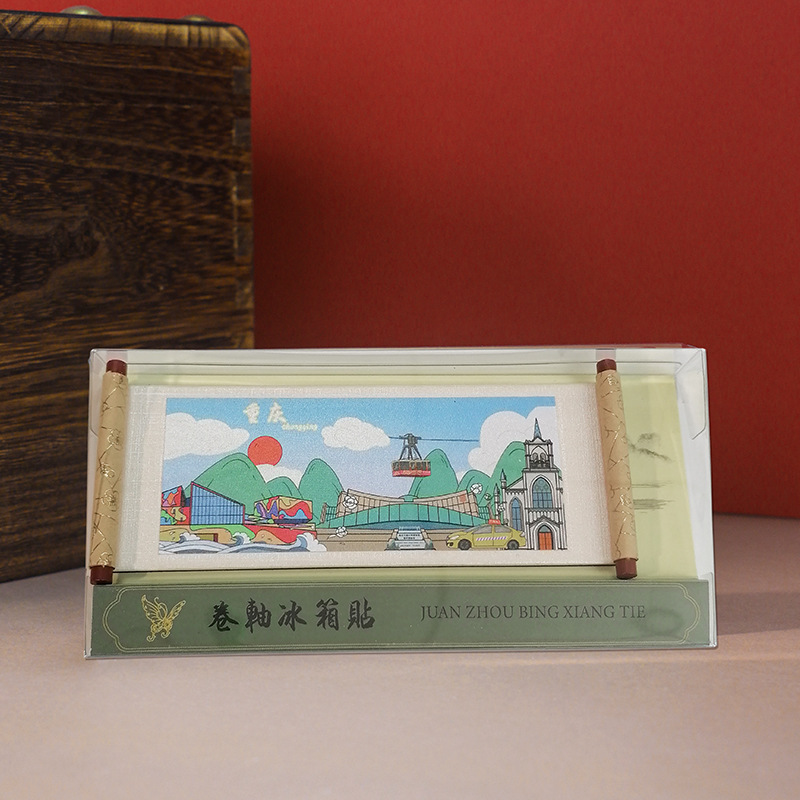 重庆
chongqing
卷軸冰箱貼
JUAN ZHOU BING XIANG TIE